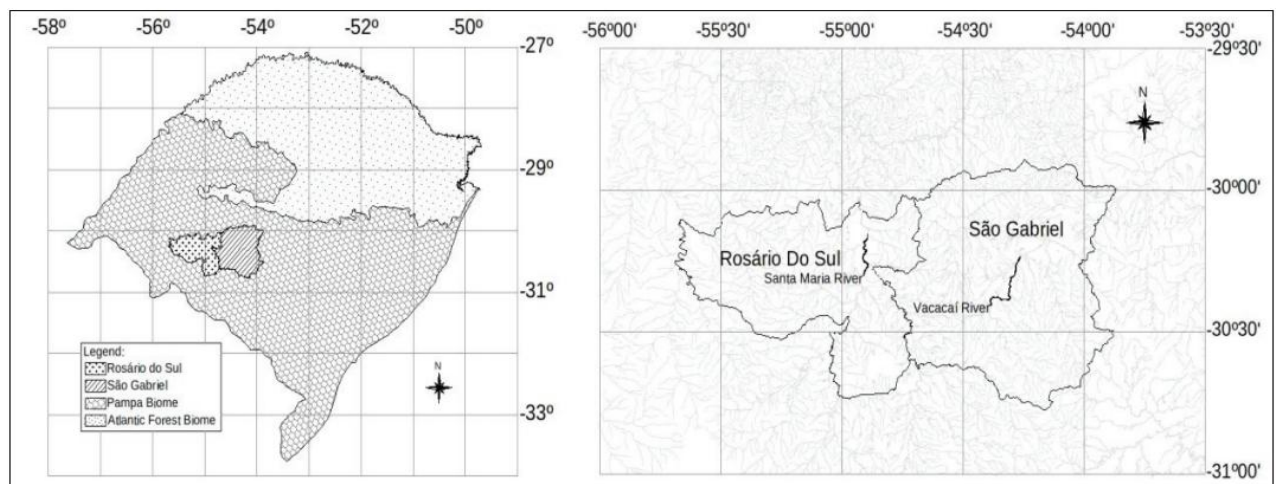 -58º -56º -54º -52º -50º
-27º
-29º
-31º
-33º
Legend:
Rosário do Sul
São Gabriel
Pampa Biome
Atlantic Forest Biome
N
-56º00' -55º30' -55º00' -54º30' -54º00' -53º30'
-29º30'
N
-30º00'
São Gabriel
Rosário Do Sul
Santa Maria River
Vacacaí River
-30º30'
-31º00'